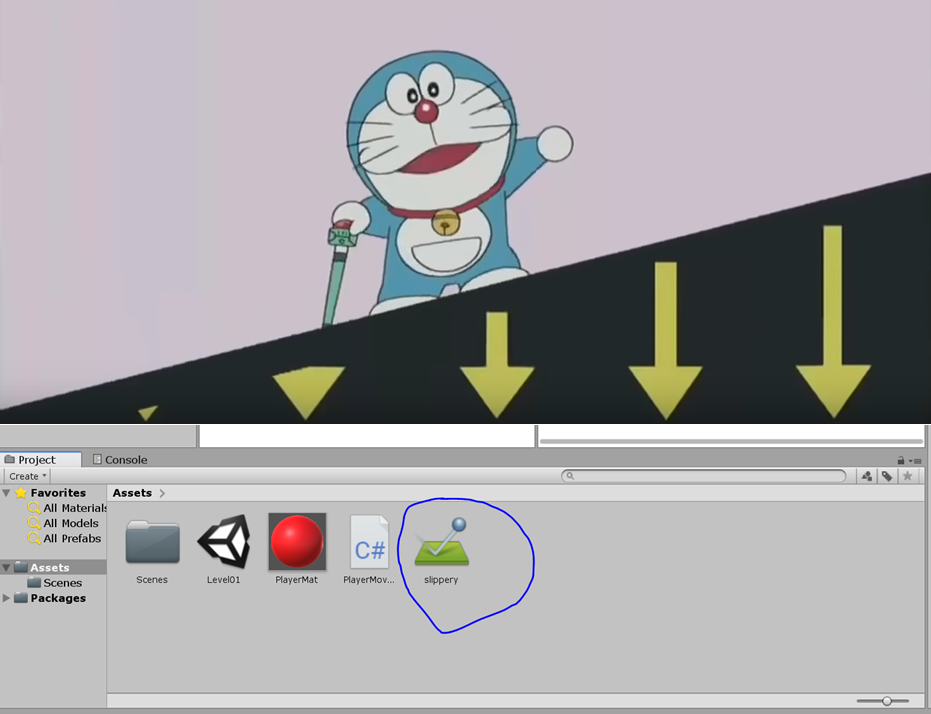 Project
Console
Create
Favorites
All Materials
All Models
All Prefabs
Assets
Scenes
Packages
Assets
Scenes
Level01
PlayerMat
C#
PlayerMov...
slippery